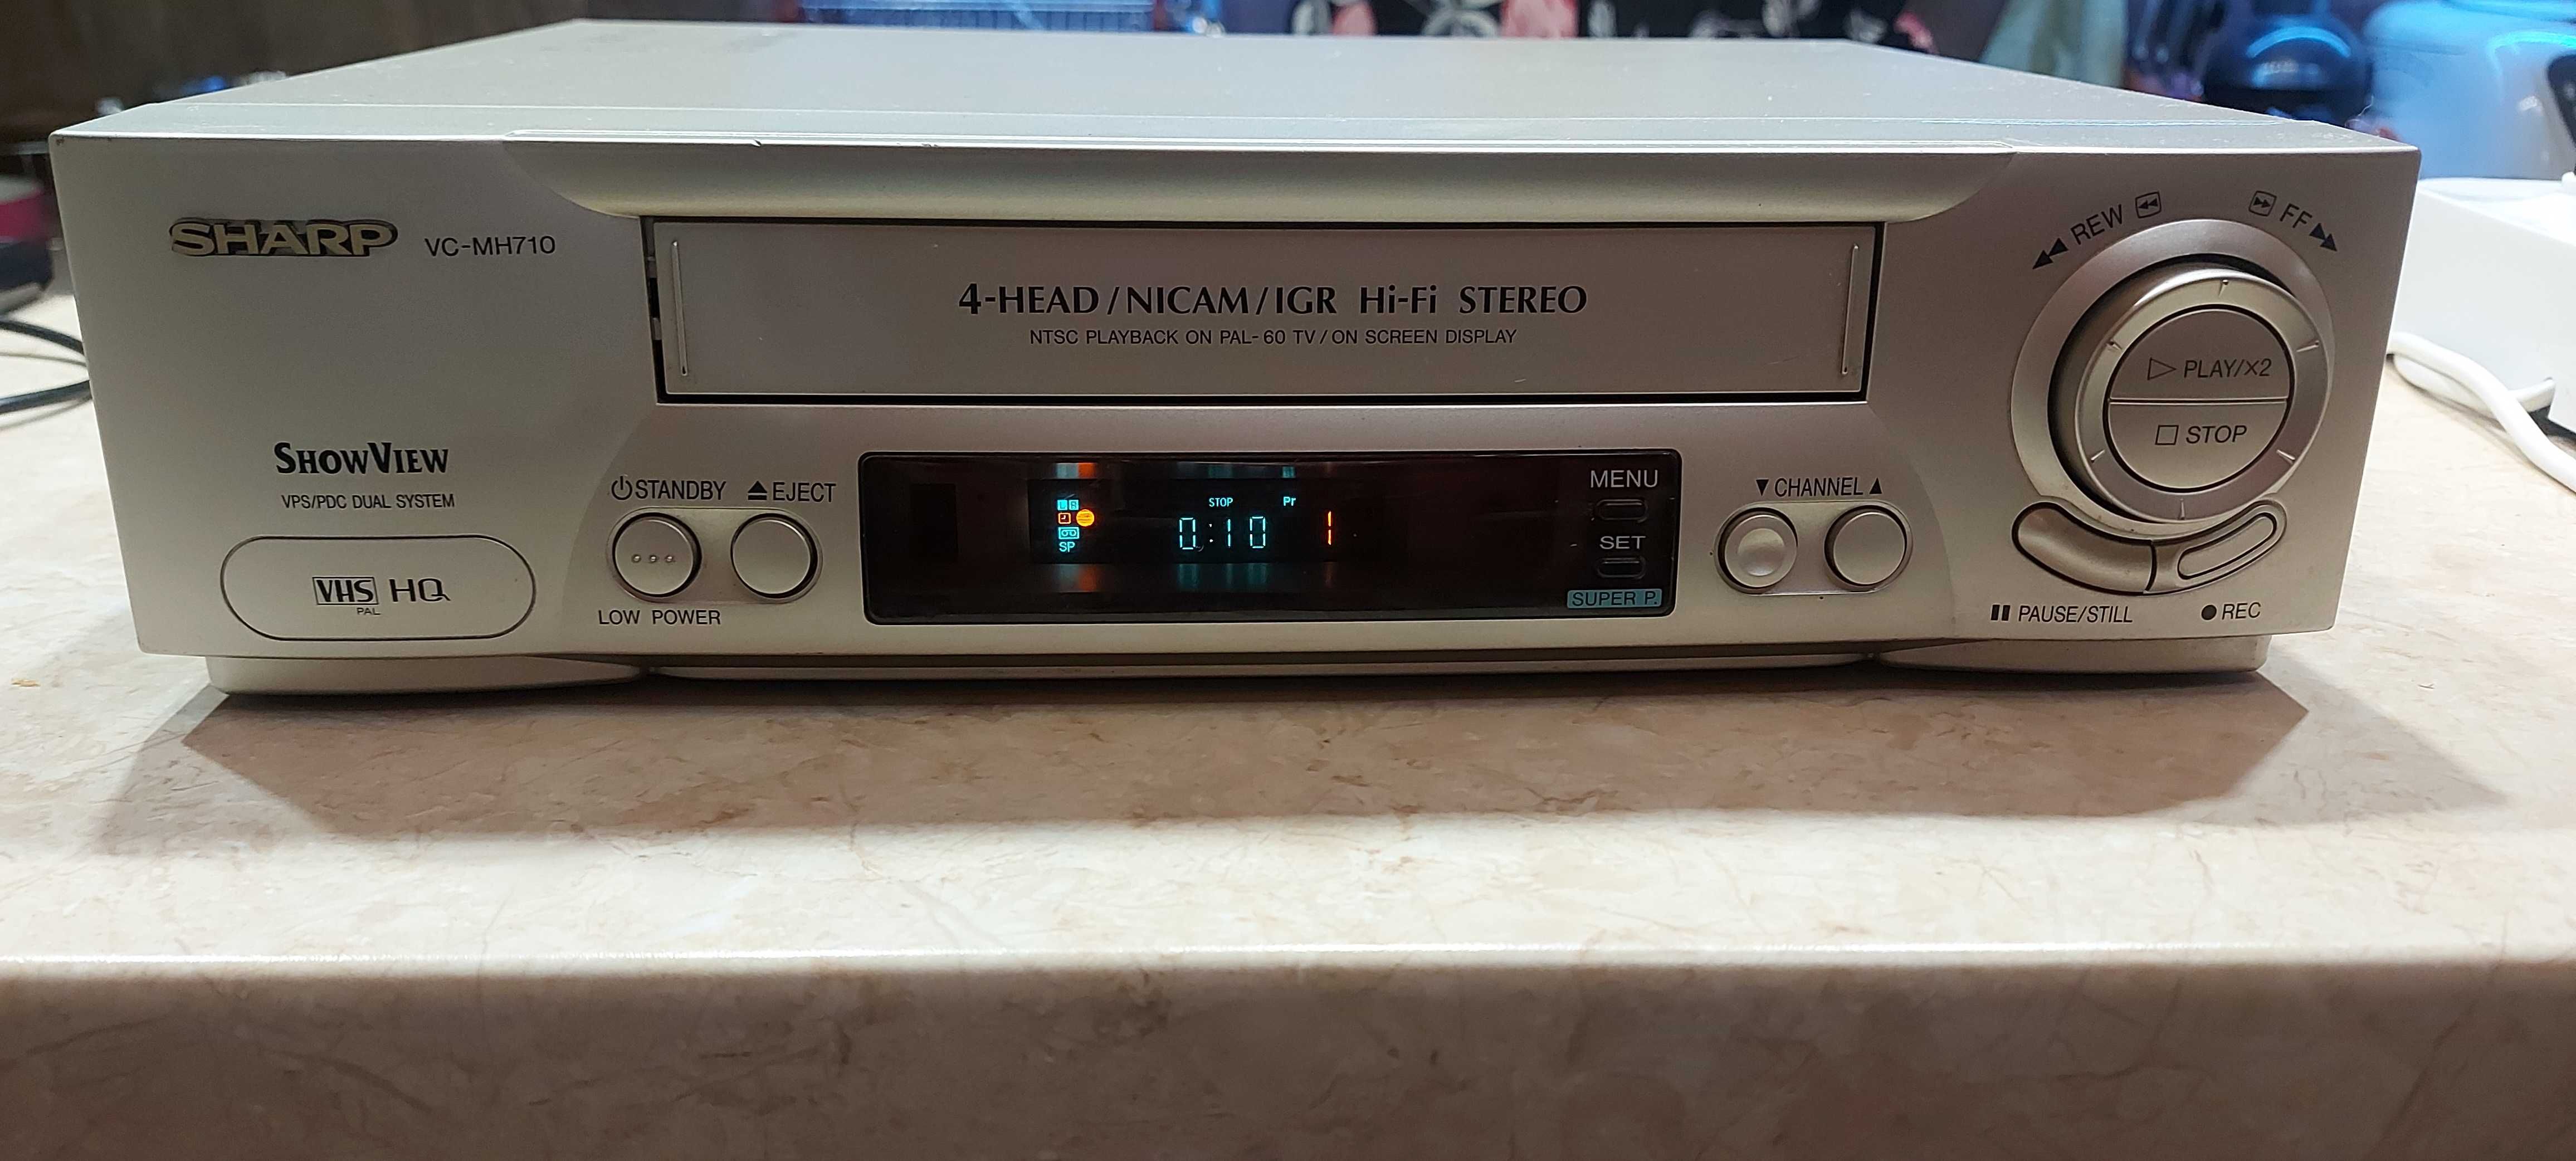 SHARP VC-MH710
4-HEAD/NICAM/IGR Hi-Fi STEREO
NTSC PLAYBACK ON PAL-60 TV/ON SCREEN DISPLAY
◀◀ REW
FF ▶▶
▷ PLAY/X2
□ STOP
SHOWVIEW
VPS/PDC DUAL SYSTEM
VHS HQ
PAL
⏻ STANDBY
⏏ EJECT
LOW POWER
L R
SP
STOP Pr
0:10 1
MENU
SET
SUPER P.
▼ CHANNEL ▲
❚❚ PAUSE/STILL
● REC